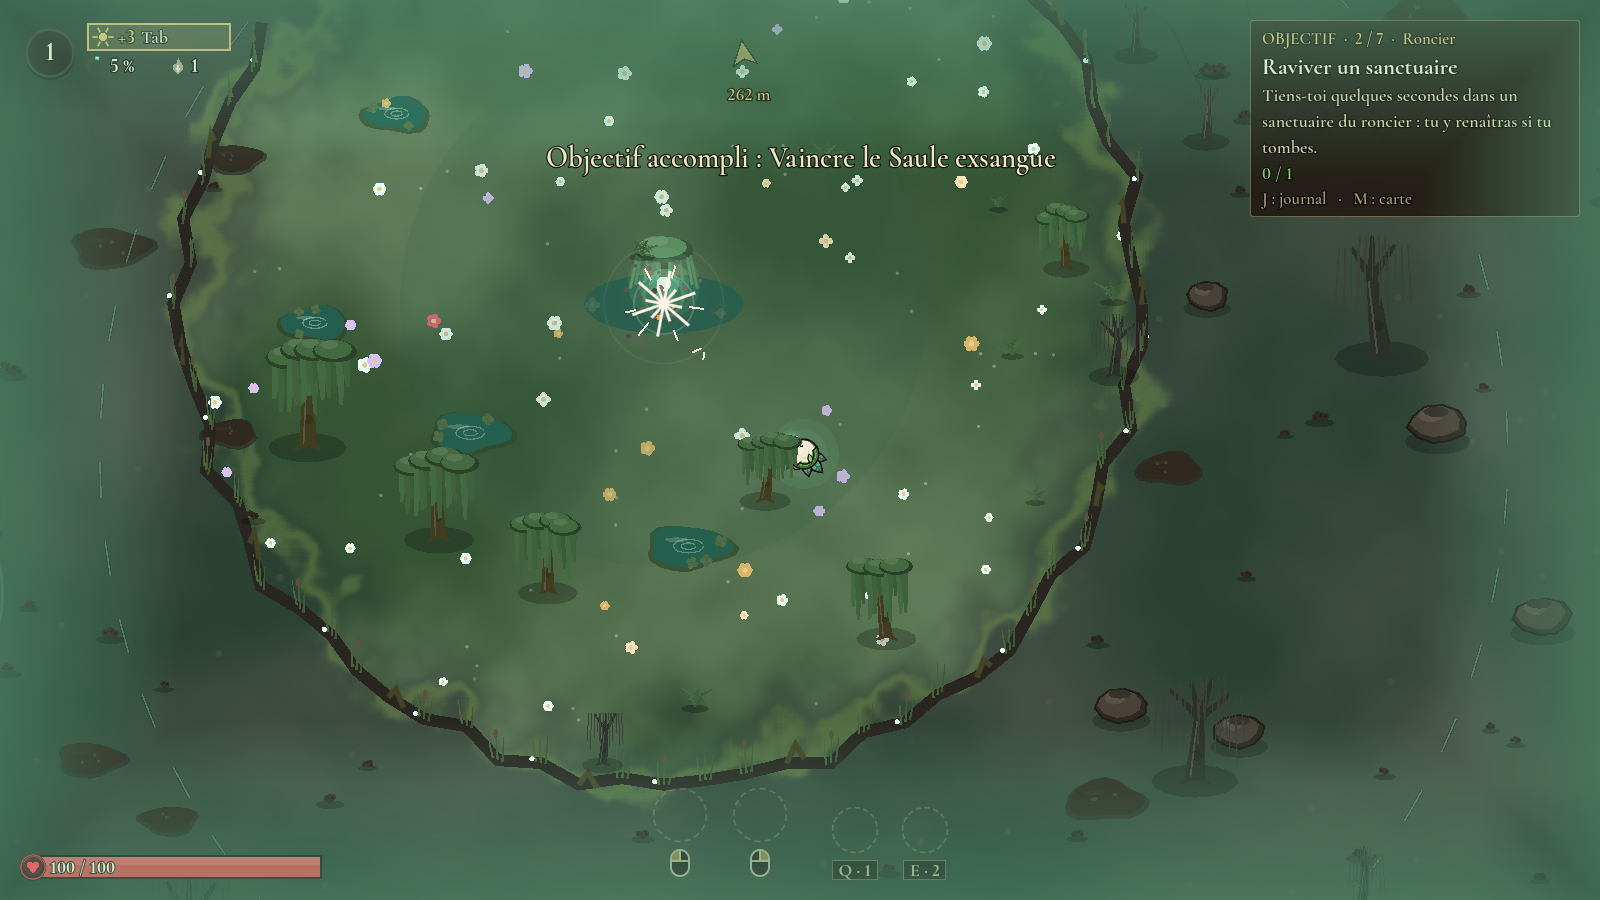 1
+3 Tab
5 %
1
262 m
Objectif accompli : Vaincre le Saule exsangue
OBJECTIF · 2 / 7 · Roncier
Raviver un sanctuaire
Tiens-toi quelques secondes dans un
sanctuaire du roncier : tu y renaîtras si tu
tombes.
0 / 1
J : journal · M : carte
100 / 100
Q · 1
E · 2